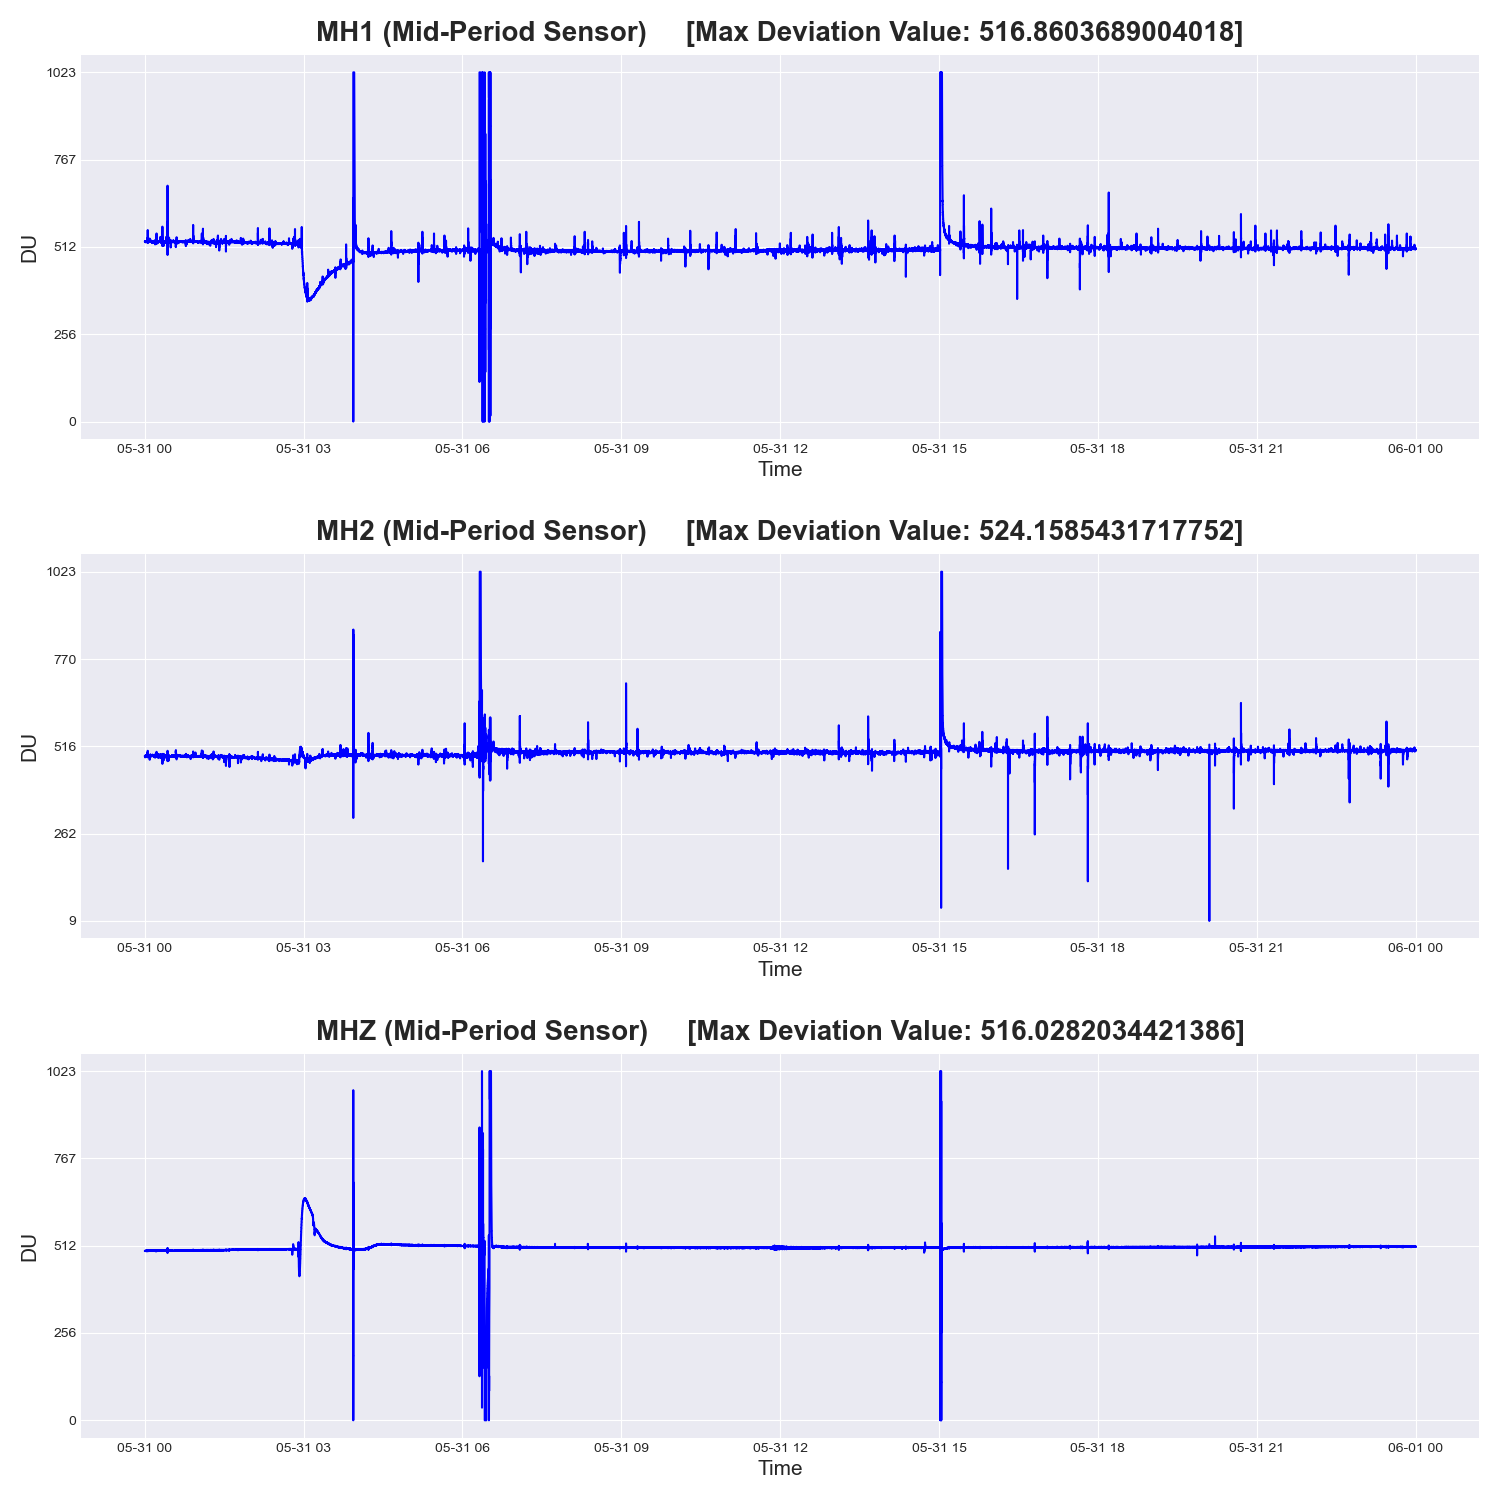 MH1 (Mid-Period Sensor) [Max Deviation Value: 516.8603689004018]
1023
767
512
256
0
DU
05-31 00 05-31 03 05-31 06 05-31 09 05-31 12 05-31 15 05-31 18 05-31 21 06-01 00
Time
MH2 (Mid-Period Sensor) [Max Deviation Value: 524.1585431717752]
1023
770
516
262
9
DU
05-31 00 05-31 03 05-31 06 05-31 09 05-31 12 05-31 15 05-31 18 05-31 21 06-01 00
Time
MHZ (Mid-Period Sensor) [Max Deviation Value: 516.0282034421386]
1023
767
512
256
0
DU
05-31 00 05-31 03 05-31 06 05-31 09 05-31 12 05-31 15 05-31 18 05-31 21 06-01 00
Time